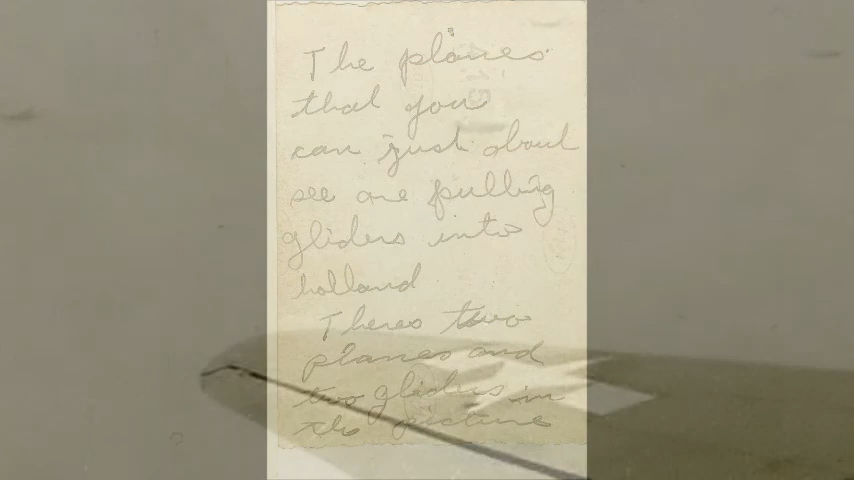 The planes
that you
can just about
see are pulling
gliders into
holland
Theres two
planes and
two gliders in
the picture